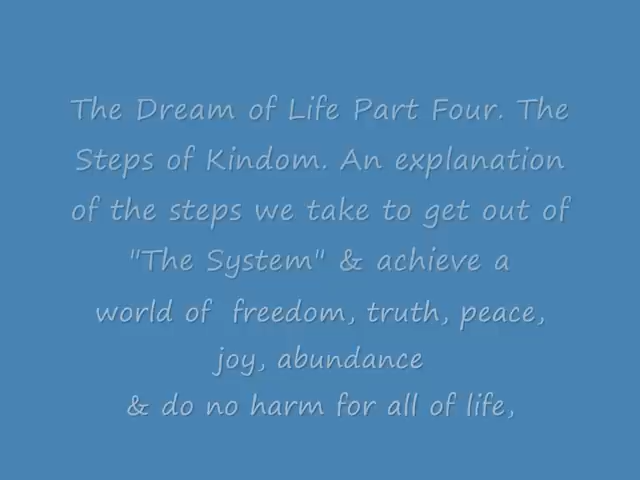 The Dream of Life Part Four. The
Steps of Kindom. An explanation
of the steps we take to get out of
"The System" & achieve a
world of  freedom, truth, peace,
joy, abundance
& do no harm for all of life,